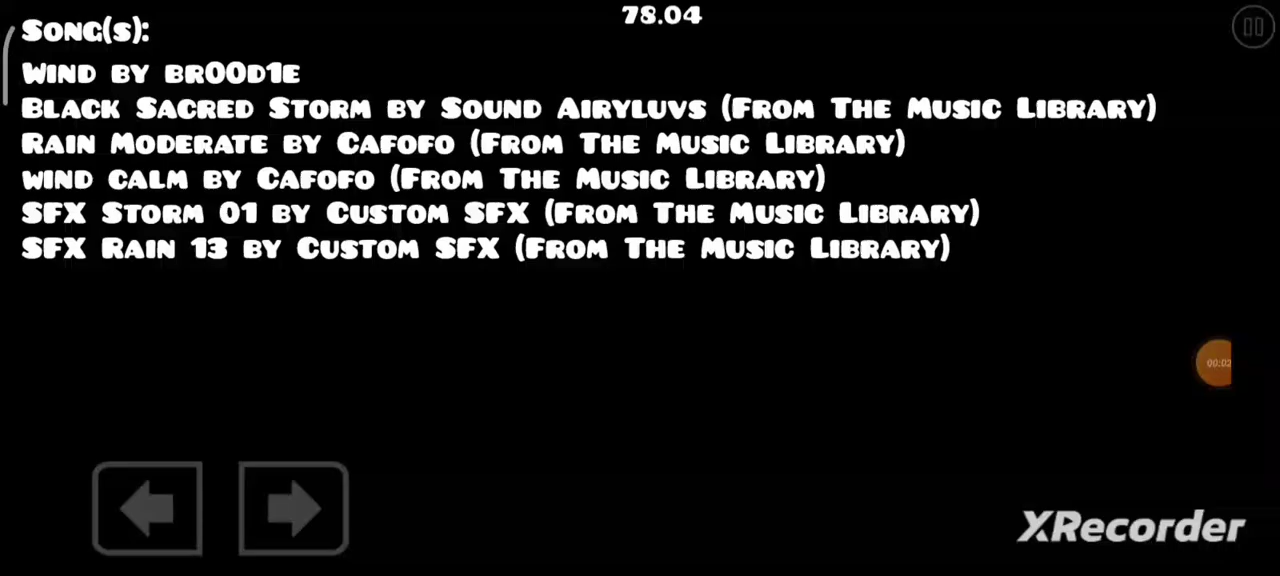 78.04
Song(s):
Wind by br00d1e
Black Sacred Storm by Sound Airyluvs (From The Music Library)
Rain Moderate by Cafofo (From The Music Library)
wind calm by Cafofo (From The Music Library)
SFX Storm 01 by Custom SFX (From The Music Library)
SFX Rain 13 by Custom SFX (From The Music Library)
00:02
XRecorder